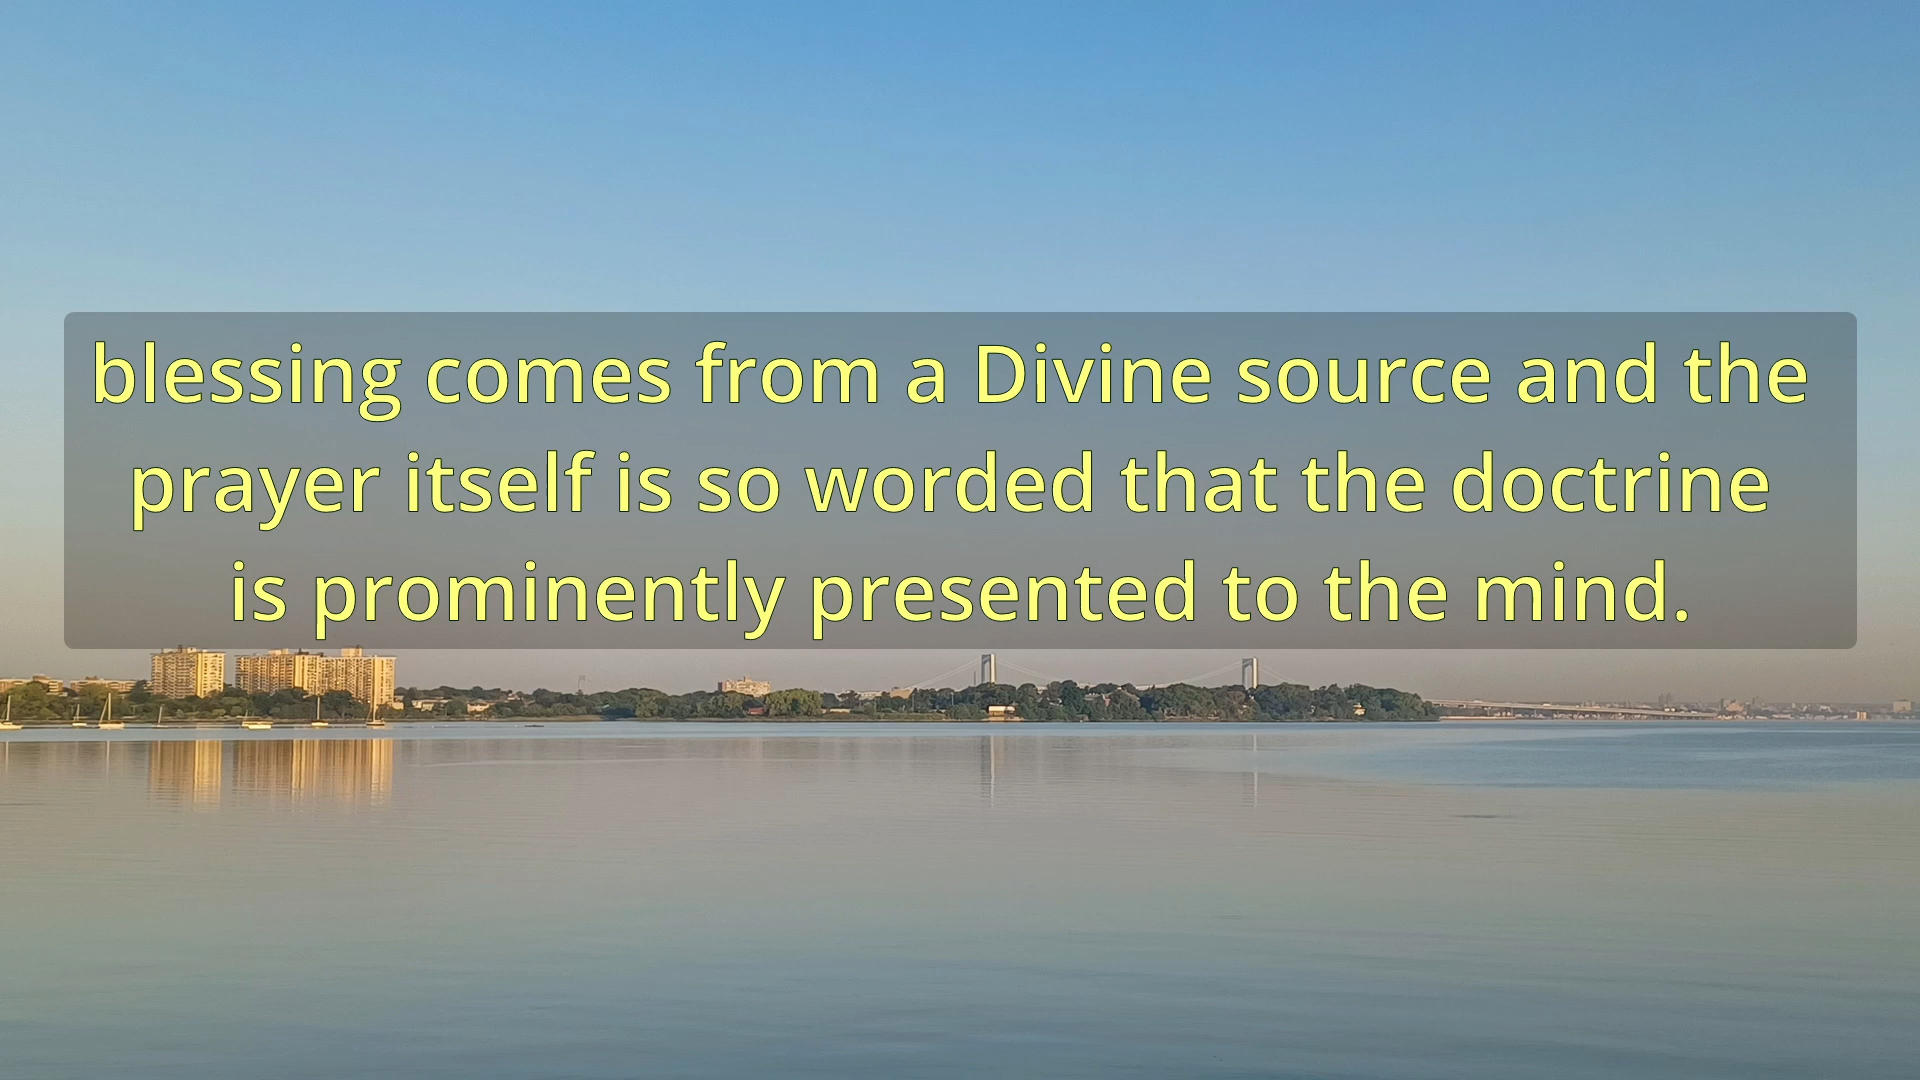 blessing comes from a Divine source and the
prayer itself is so worded that the doctrine
is prominently presented to the mind.